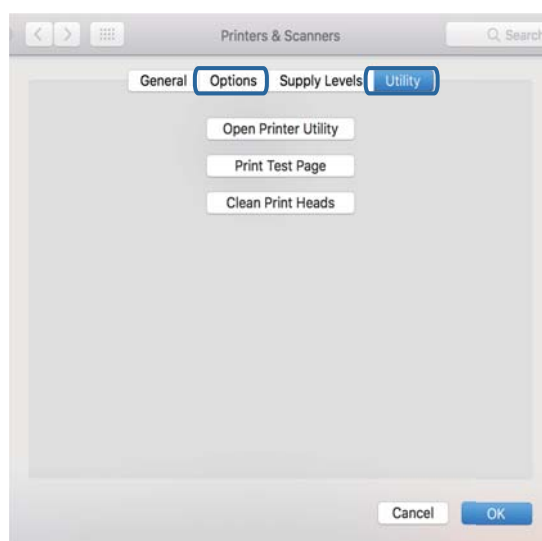 Printers & Scanners
Search
General Options Supply Levels Utility
Open Printer Utility
Print Test Page
Clean Print Heads
Cancel OK